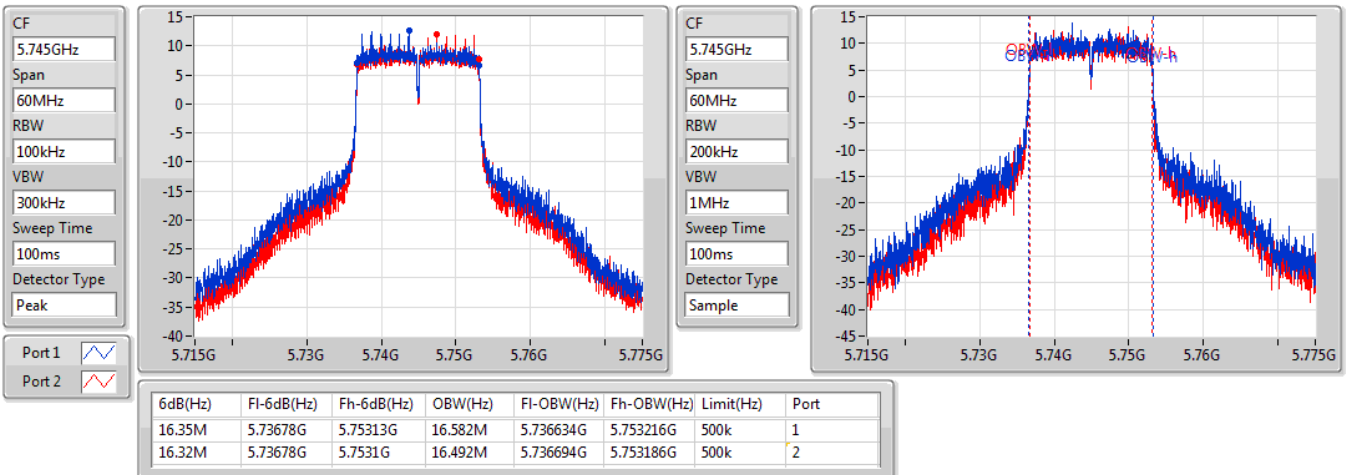 CF
5.745GHz
Span
60MHz
RBW
100kHz
VBW
300kHz
Sweep Time
100ms
Detector Type
Peak
Port 1
Port 2
15
10
5
0
-5
-10
-15
-20
-25
-30
-35
-40
5.715G 5.73G 5.74G 5.75G 5.76G 5.775G
CF
5.745GHz
Span
60MHz
RBW
200kHz
VBW
1MHz
Sweep Time
100ms
Detector Type
Sample
15
10
5
0
-5
-10
-15
-20
-25
-30
-35
-40
-45
OBW-h
5.715G 5.73G 5.74G 5.75G 5.76G 5.775G
6dB(Hz) Fl-6dB(Hz) Fh-6dB(Hz) OBW(Hz) Fl-OBW(Hz) Fh-OBW(Hz) Limit(Hz) Port
16.35M 5.73678G 5.75313G 16.582M 5.736634G 5.753216G 500k 1
16.32M 5.73678G 5.7531G 16.492M 5.736694G 5.753186G 500k 2